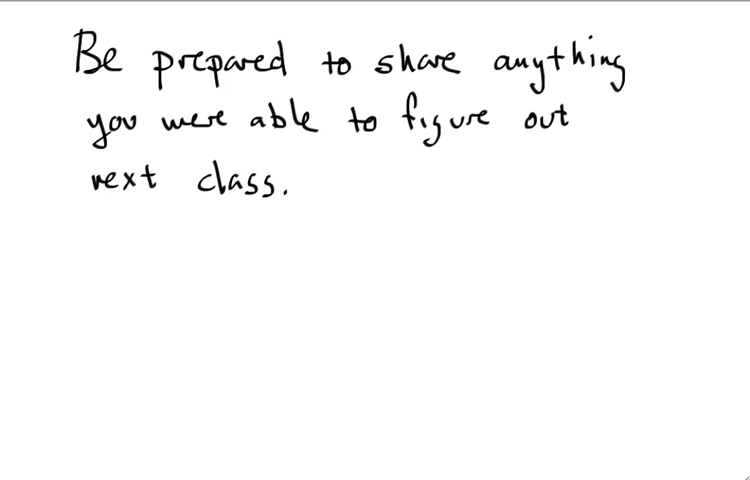 Be prepared to share anything
you were able to figure out
next class.